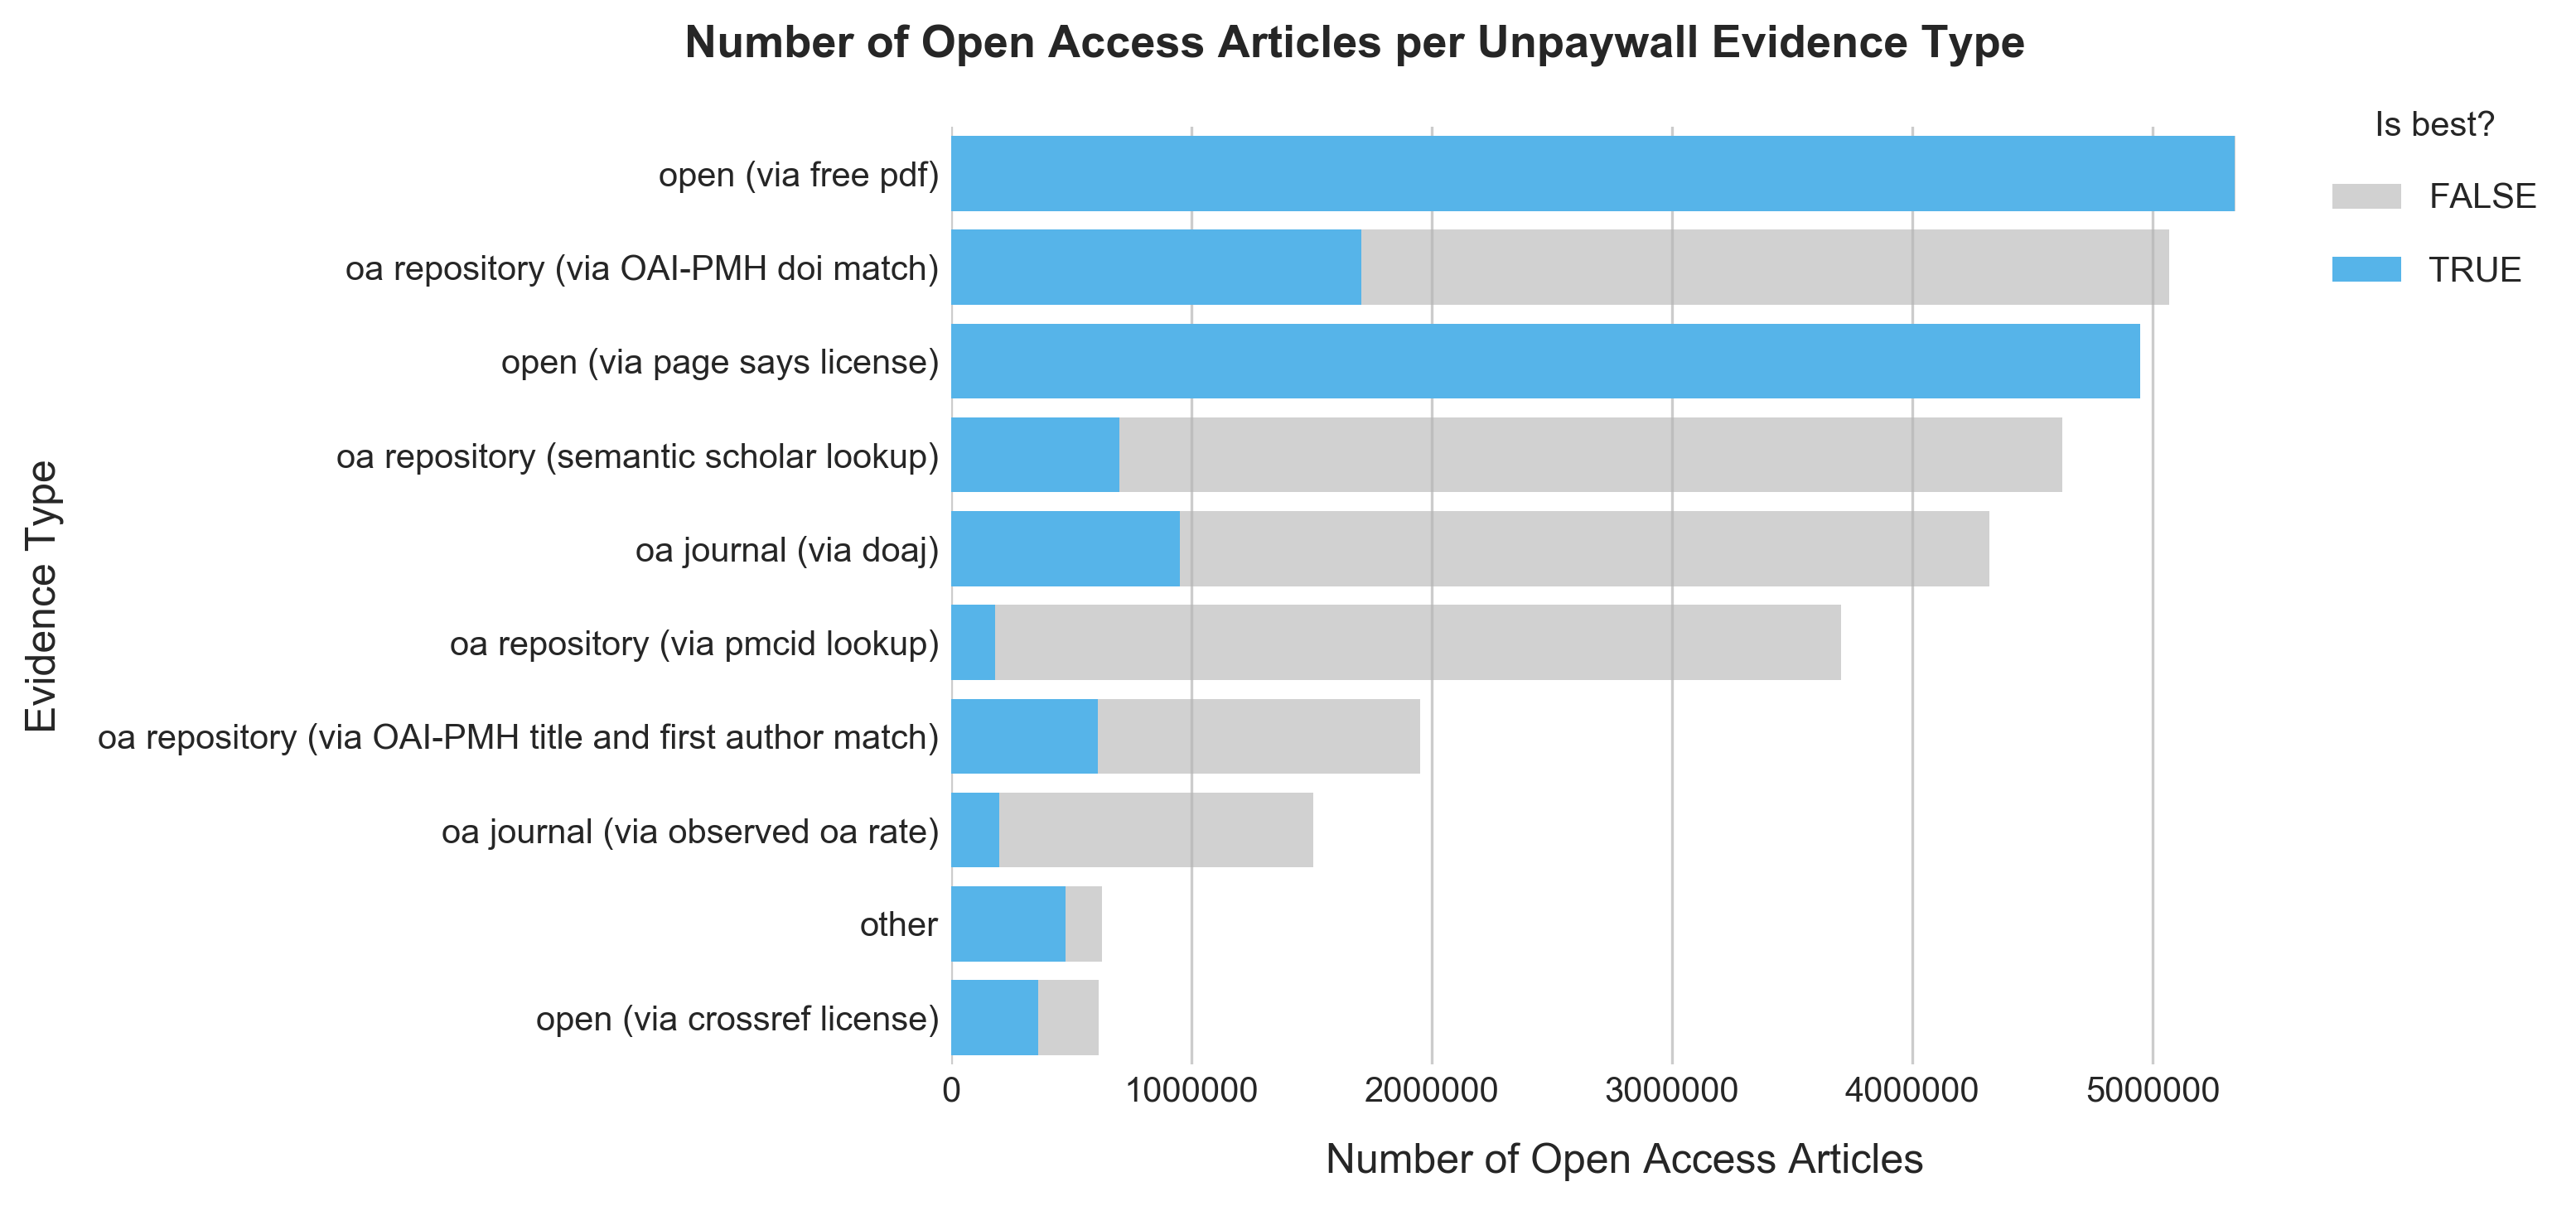 Number of Open Access Articles per Unpaywall Evidence Type
Is best?
FALSE
TRUE
Evidence Type
open (via free pdf)
oa repository (via OAI-PMH doi match)
open (via page says license)
oa repository (semantic scholar lookup)
oa journal (via doaj)
oa repository (via pmcid lookup)
oa repository (via OAI-PMH title and first author match)
oa journal (via observed oa rate)
other
open (via crossref license)
0 1000000 2000000 3000000 4000000 5000000
Number of Open Access Articles